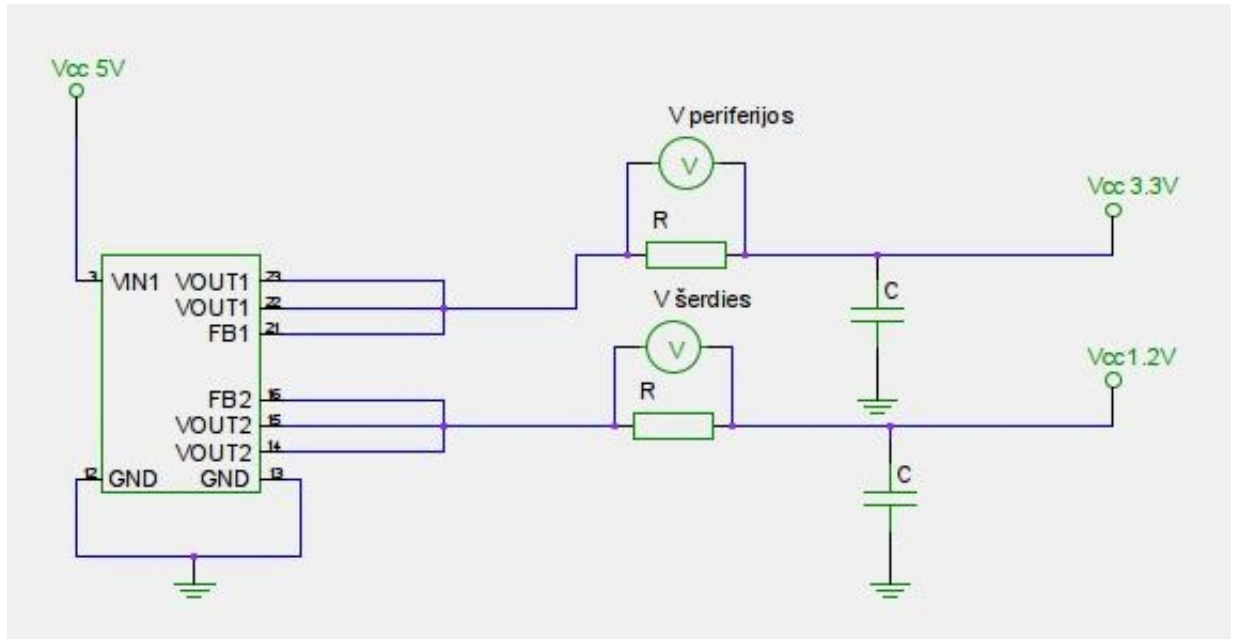 Vcc 5V
V periferijos
V
R
Vcc 3.3V
3
VIN1
VOUT1
23
VOUT1
22
FB1
21
C
V šerdies
V
R
Vcc1.2V
FB2
16
VOUT2
15
VOUT2
14
12
GND
GND
13
C